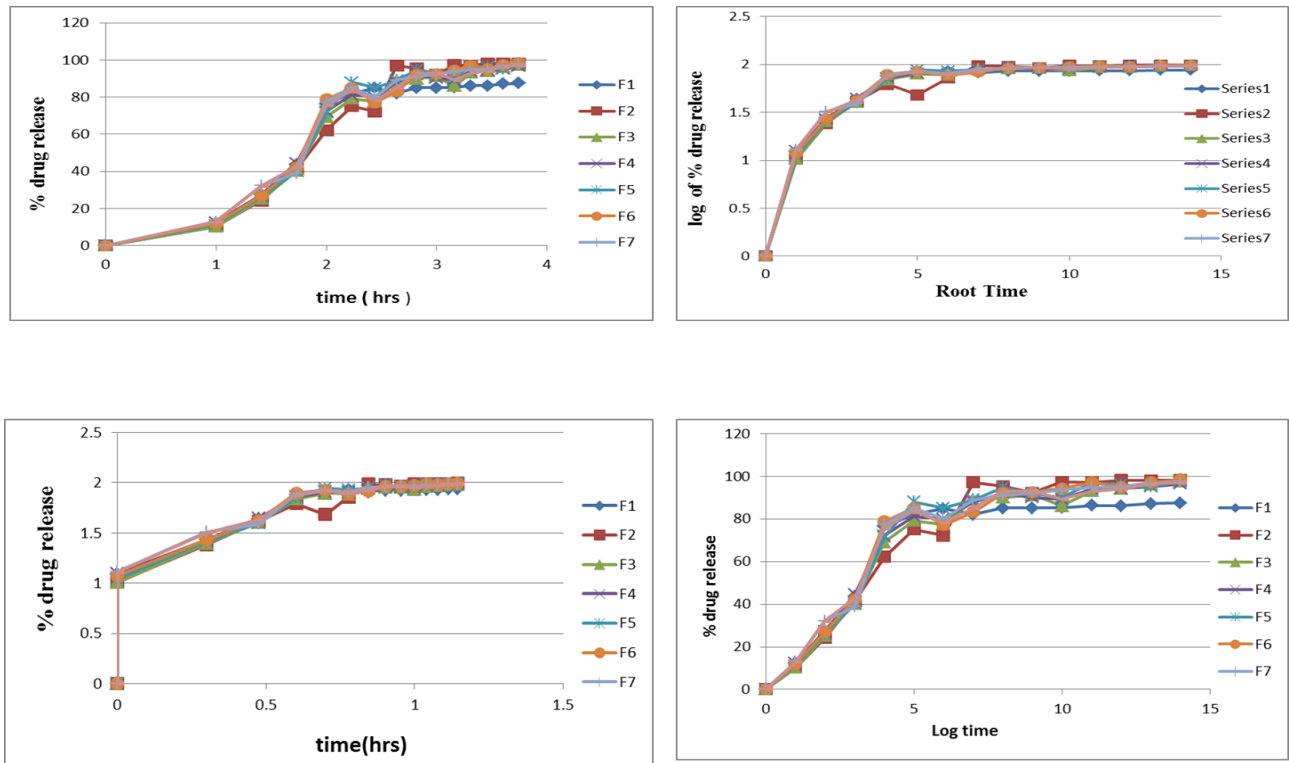 120
100
80
60
40
20
0
% drug release
0 1 2 3 4
time ( hrs )
F1
F2
F3
F4
F5
F6
F7
2.5
2
1.5
1
0.5
0
log of % drug release
0 5 10 15
Root Time
Series1
Series2
Series3
Series4
Series5
Series6
Series7
2.5
2
1.5
1
0.5
0
% drug release
0 0.5 1 1.5
time(hrs)
F1
F2
F3
F4
F5
F6
F7
120
100
80
60
40
20
0
% drug release
0 5 10 15
Log time
F1
F2
F3
F4
F5
F6
F7